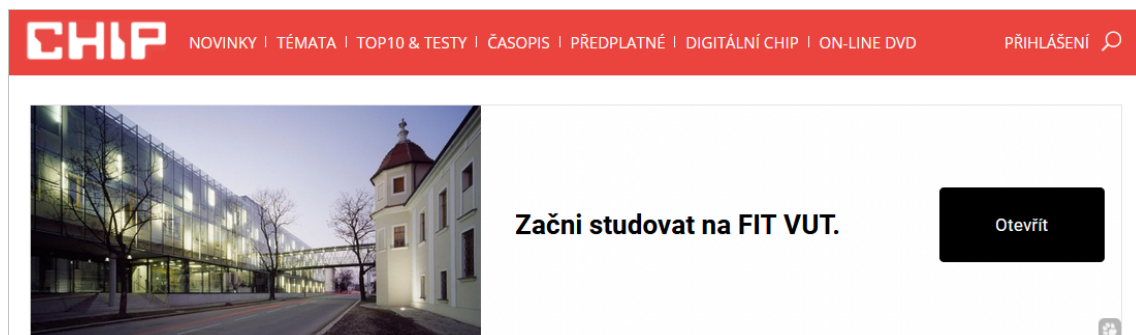 CHIP NOVINKY TÉMATA TOP10 & TESTY ČASOPIS PŘEDPLATNÉ DIGITÁLNÍ CHIP ON-LINE DVD PŘIHLÁŠENÍ
Začni studovat na FIT VUT.
Otevřít